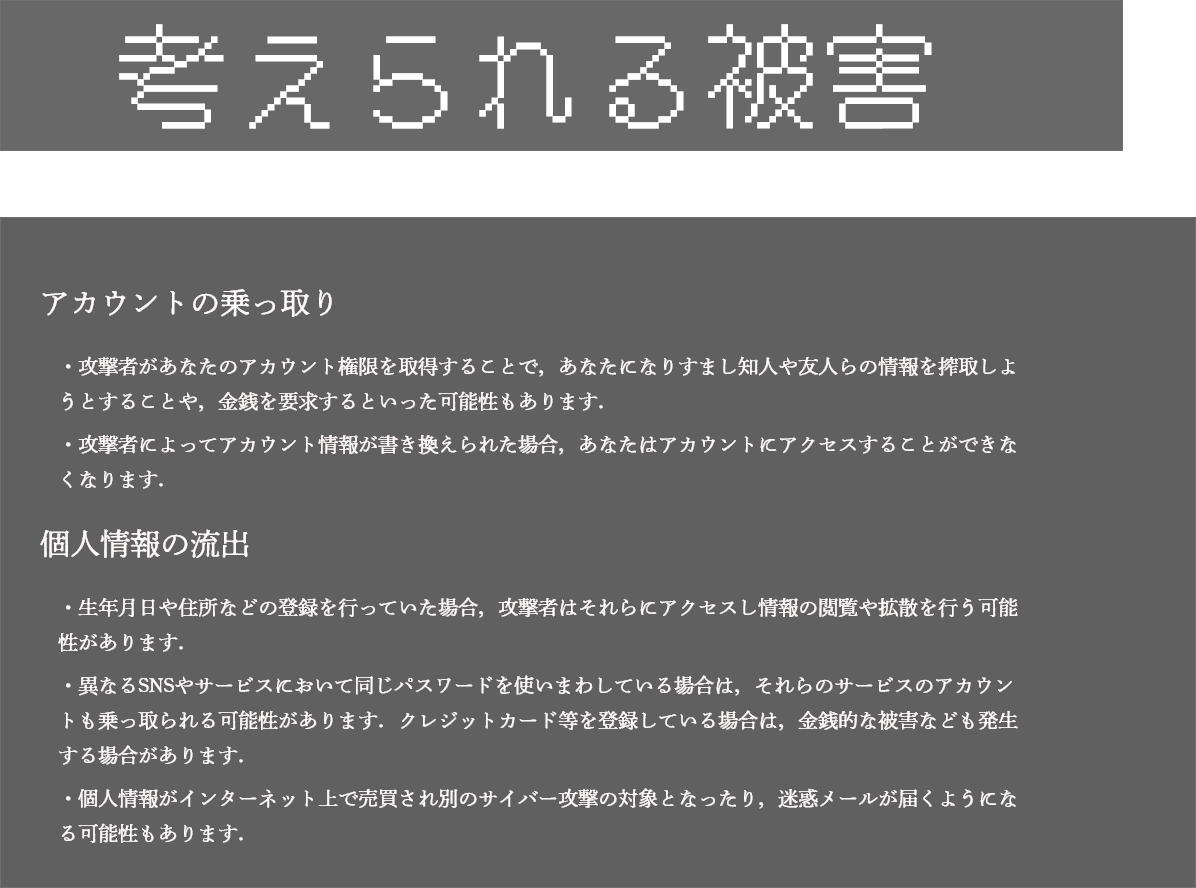 考えられる被害
アカウントの乗っ取り
・攻撃者があなたのアカウント権限を取得することで，あなたになりすまし知人や友人らの情報を搾取しよ
うとすることや，金銭を要求するといった可能性もあります．
・攻撃者によってアカウント情報が書き換えられた場合，あなたはアカウントにアクセスすることができな
くなります．
個人情報の流出
・生年月日や住所などの登録を行っていた場合，攻撃者はそれらにアクセスし情報の閲覧や拡散を行う可能
性があります．
・異なるSNSやサービスにおいて同じパスワードを使いまわしている場合は，それらのサービスのアカウン
トも乗っ取られる可能性があります．クレジットカード等を登録している場合は，金銭的な被害なども発生
する場合があります．
・個人情報がインターネット上で売買され別のサイバー攻撃の対象となったり，迷惑メールが届くようにな
る可能性もあります．